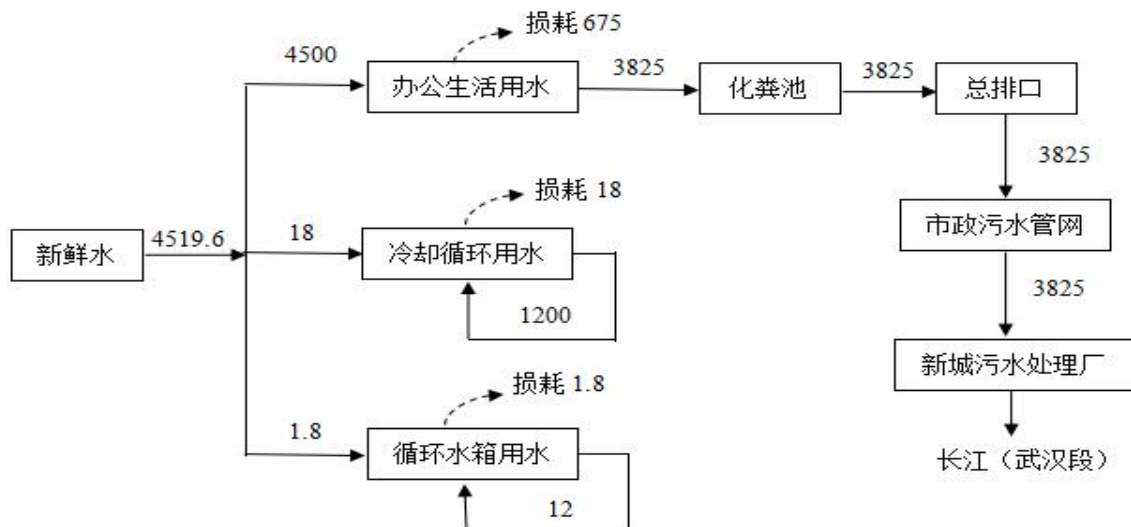 损耗 675
4500
办公生活用水
3825
化粪池
3825
总排口
3825
市政污水管网
3825
新城污水处理厂
长江（武汉段）
新鲜水
4519.6
18
损耗 18
冷却循环用水
1200
1.8
损耗 1.8
循环水箱用水
12